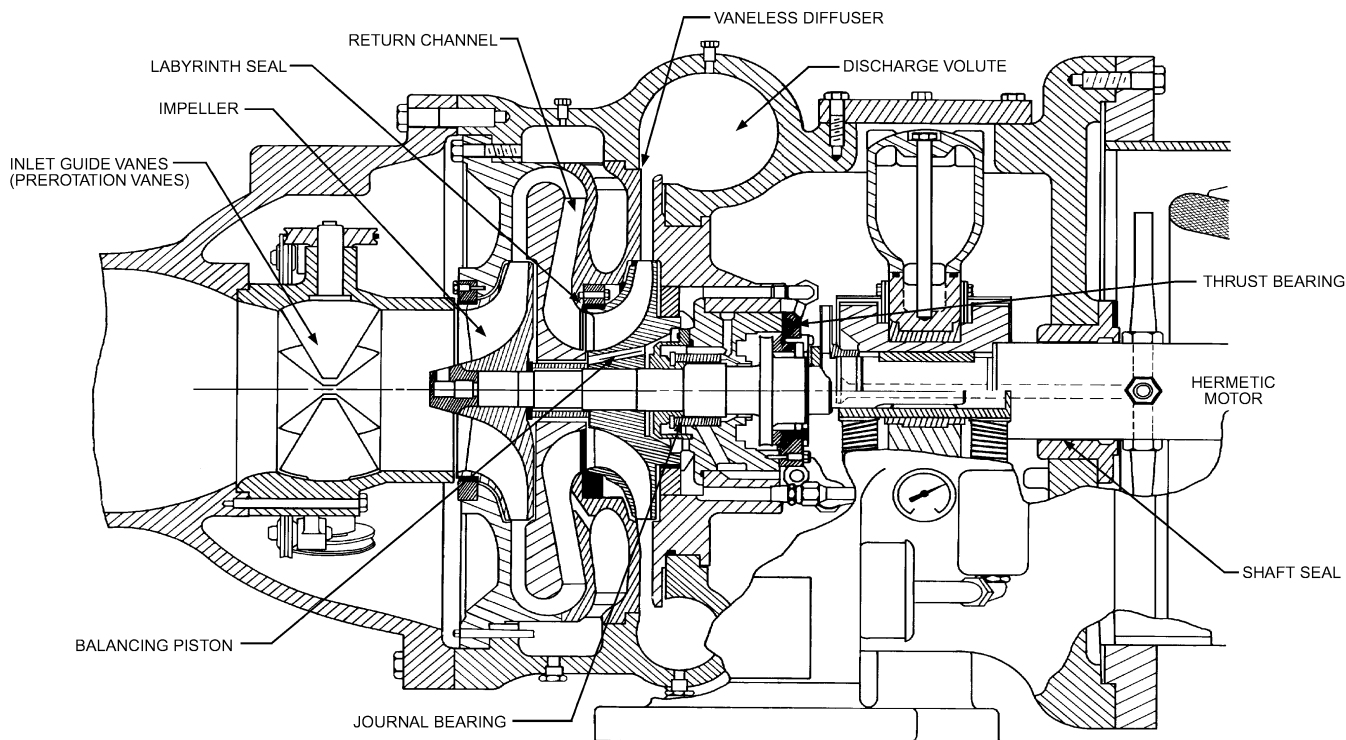 VANELESS DIFFUSER
RETURN CHANNEL
LABYRINTH SEAL
DISCHARGE VOLUTE
IMPELLER
INLET GUIDE VANES
(PREROTATION VANES)
THRUST BEARING
HERMETIC
MOTOR
SHAFT SEAL
BALANCING PISTON
JOURNAL BEARING